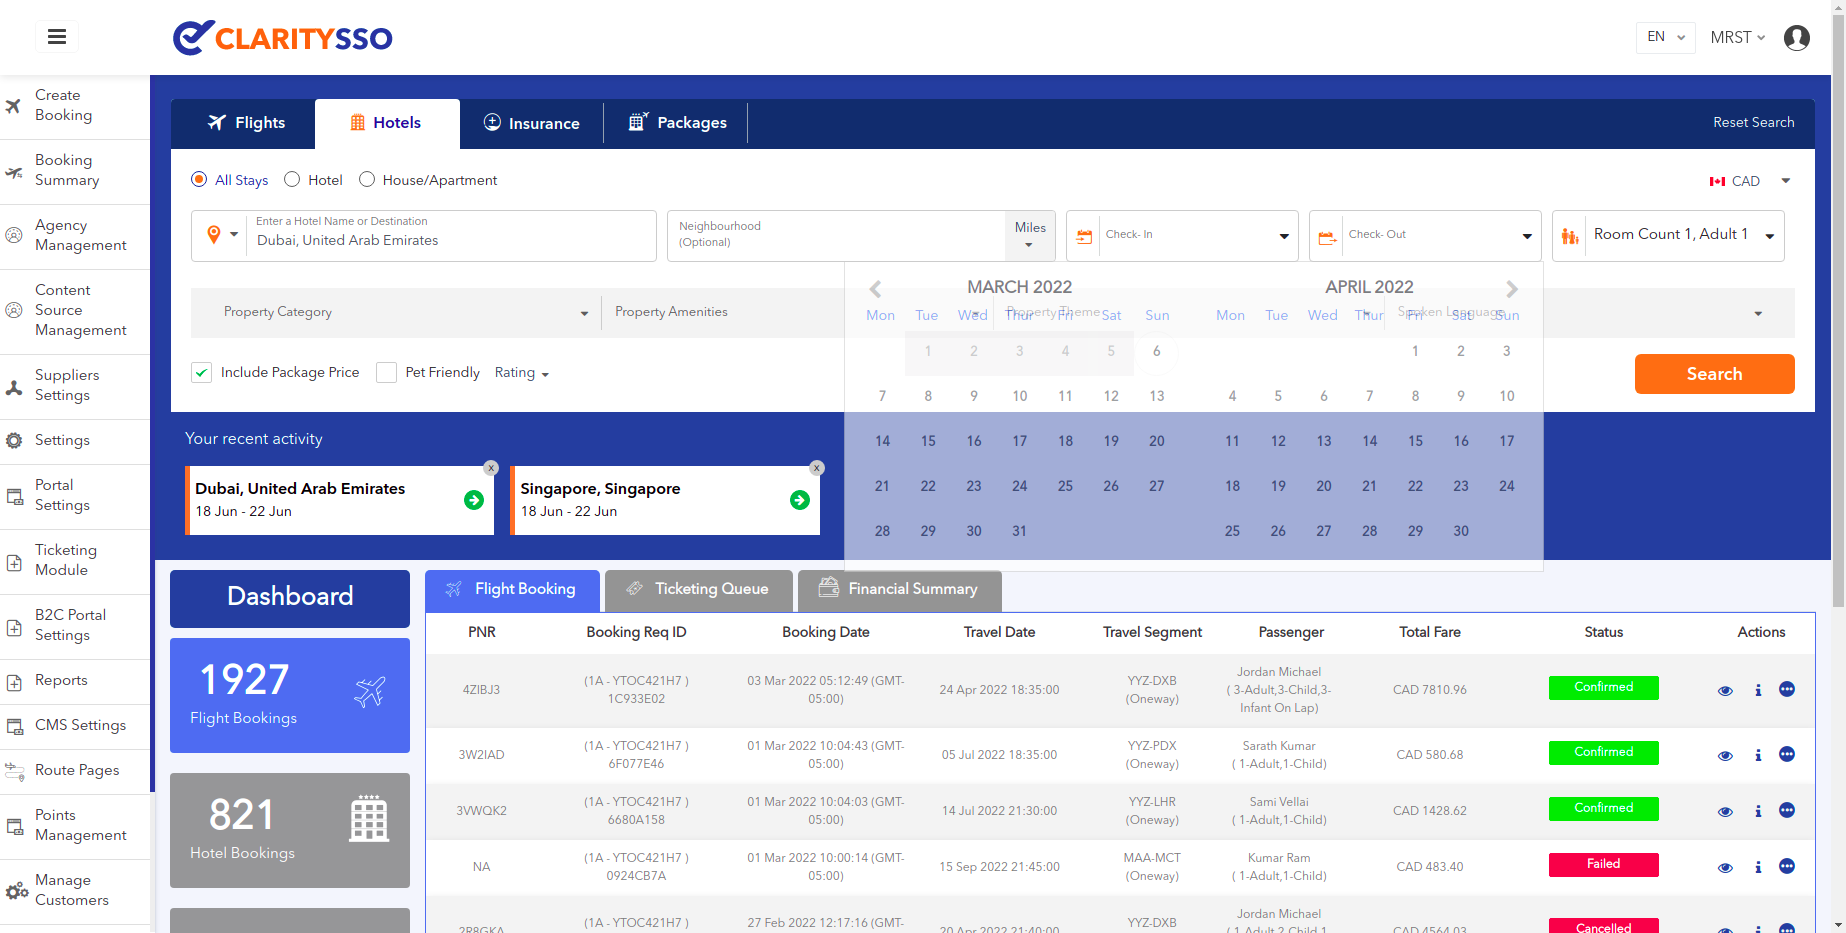 CLARITYSSO
EN
MRST
Create
Booking
Booking
Summary
Agency
Management
Content
Source
Management
Suppliers
Settings
Settings
Portal
Settings
Ticketing
Module
B2C Portal
Settings
Reports
CMS Settings
Route Pages
Points
Management
Manage
Customers
Flights
Hotels
Insurance
Packages
Reset Search
All Stays
Hotel
House/Apartment
CAD
Enter a Hotel Name or Destination
Dubai, United Arab Emirates
Neighbourhood
(Optional)
Miles
Check- In
Check- Out
Room Count 1, Adult 1
Property Category
Property Amenities
Property Theme
Spoken Language
MARCH 2022
Mon Tue Wed Thur Fri Sat Sun
1 2 3 4 5 6
7 8 9 10 11 12 13
14 15 16 17 18 19 20
21 22 23 24 25 26 27
28 29 30 31
APRIL 2022
Mon Tue Wed Thur Fri Sat Sun
1 2 3
4 5 6 7 8 9 10
11 12 13 14 15 16 17
18 19 20 21 22 23 24
25 26 27 28 29 30
Include Package Price
Pet Friendly
Rating
Search
Your recent activity
x
Dubai, United Arab Emirates
18 Jun - 22 Jun
x
Singapore, Singapore
18 Jun - 22 Jun
Dashboard
1927
Flight Bookings
821
Hotel Bookings
Flight Booking
Ticketing Queue
Financial Summary
PNR Booking Req ID Booking Date Travel Date Travel Segment Passenger Total Fare Status Actions
4ZIBJ3
(1A - YTOC421H7 )
1C933E02
03 Mar 2022 05:12:49 (GMT-
05:00)
24 Apr 2022 18:35:00
YYZ-DXB
(Oneway)
Jordan Michael
( 3-Adult,3-Child,3-
Infant On Lap)
CAD 7810.96
Confirmed
3W2IAD
(1A - YTOC421H7 )
6F077E46
01 Mar 2022 10:04:43 (GMT-
05:00)
05 Jul 2022 18:35:00
YYZ-PDX
(Oneway)
Sarath Kumar
( 1-Adult,1-Child)
CAD 580.68
Confirmed
3VWQK2
(1A - YTOC421H7 )
6680A158
01 Mar 2022 10:04:03 (GMT-
05:00)
14 Jul 2022 21:30:00
YYZ-LHR
(Oneway)
Sami Vellai
( 1-Adult,1-Child)
CAD 1428.62
Confirmed
NA
(1A - YTOC421H7 )
0924CB7A
01 Mar 2022 10:00:14 (GMT-
05:00)
15 Sep 2022 21:45:00
MAA-MCT
(Oneway)
Kumar Ram
( 1-Adult,1-Child)
CAD 483.40
Failed
2R8GKA
(1A - YTOC421H7 )
27 Feb 2022 12:17:16 (GMT-
20 Apr 2022 21:40:00
YYZ-DXB
Jordan Michael
( 1-Adult,2-Child,1
CAD 4564.03
Cancelled